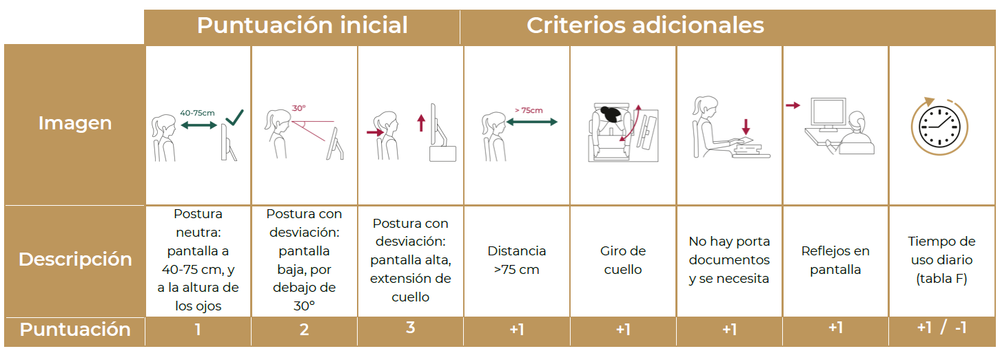 Puntuación inicial
Criterios adicionales
Imagen
40-75cm
30º
> 75cm
Descripción
Postura
neutra:
pantalla a
40-75 cm, y
a la altura de
los ojos
Postura con
desviación:
pantalla
baja, por
debajo de
30º
Postura con
desviación:
pantalla alta,
extensión de
cuello
Distancia
>75 cm
Giro de
cuello
No hay porta
documentos
y se necesita
Reflejos en
pantalla
Tiempo de
uso diario
(tabla F)
Puntuación
1
2
3
+1
+1
+1
+1
+1 / -1